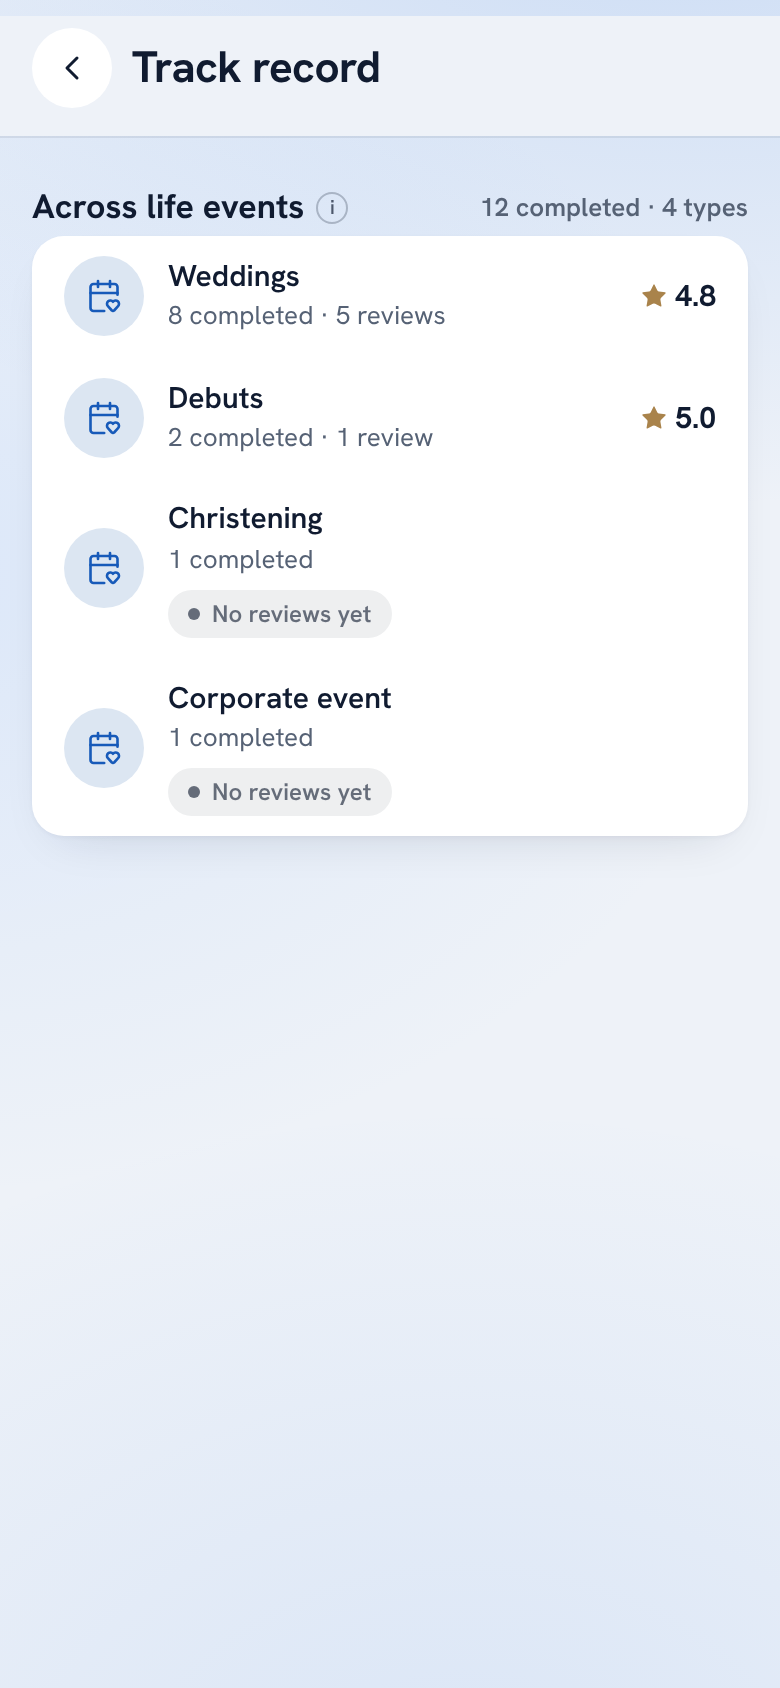 Track record
Across life events
12 completed · 4 types
Weddings
8 completed · 5 reviews
4.8
Debuts
2 completed · 1 review
5.0
Christening
1 completed
No reviews yet
Corporate event
1 completed
No reviews yet